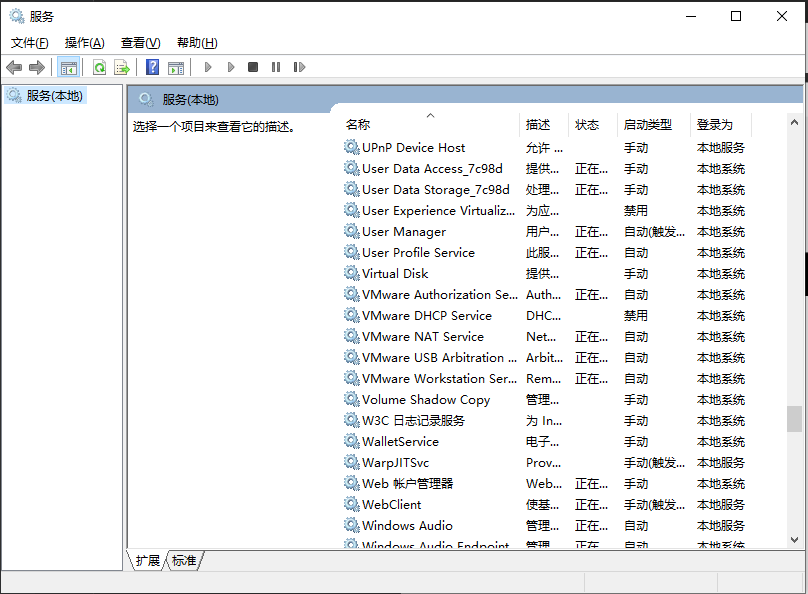 服务
文件(F) 操作(A) 查看(V) 帮助(H)
服务(本地)
服务(本地)
选择一个项目来查看它的描述。
名称 描述 状态 启动类型 登录为
UPnP Device Host 允许 ... 手动 本地服务
User Data Access_7c98d 提供... 正在... 手动 本地系统
User Data Storage_7c98d 处理... 正在... 手动 本地系统
User Experience Virtualiz... 为应... 禁用 本地系统
User Manager 用户... 正在... 自动(触发... 本地系统
User Profile Service 此服... 正在... 自动 本地系统
Virtual Disk 提供... 手动 本地系统
VMware Authorization Se... Auth... 正在... 自动 本地系统
VMware DHCP Service DHC... 禁用 本地系统
VMware NAT Service Net... 正在... 自动 本地系统
VMware USB Arbitration ... Arbit... 正在... 自动 本地系统
VMware Workstation Ser... Rem... 正在... 自动 本地系统
Volume Shadow Copy 管理... 手动 本地系统
W3C 日志记录服务 为 In... 手动 本地系统
WalletService 电子... 手动 本地系统
WarpJITSvc Prov... 手动(触发... 本地服务
Web 帐户管理器 Web... 正在... 手动 本地系统
WebClient 使基... 正在... 手动(触发... 本地服务
Windows Audio 管理... 正在... 自动 本地服务
Windows Audio Endpoint 管理... 正在... 自动 本地系统
扩展 标准